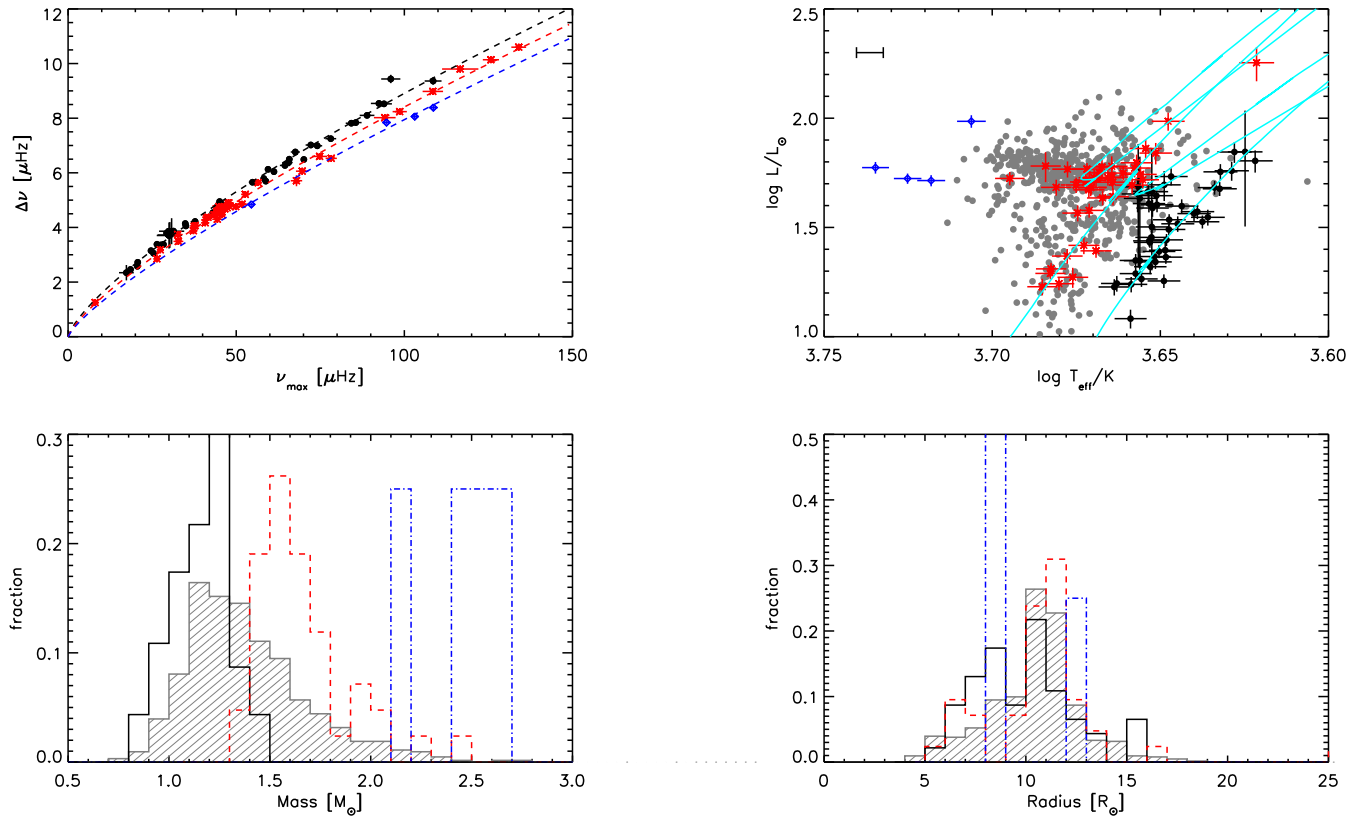 12
10
8
6
4
2
0
Δν [μHz]
0 50 100 150
ν_max [μHz]
2.5
2.0
1.5
1.0
log L/L_⊙
3.75 3.70 3.65 3.60
log T_eff/K
0.3
0.2
0.1
0.0
fraction
0.5 1.0 1.5 2.0 2.5 3.0
Mass [M_⊙]
0.5
0.4
0.3
0.2
0.1
0.0
fraction
0 5 10 15 20 25
Radius [R_⊙]